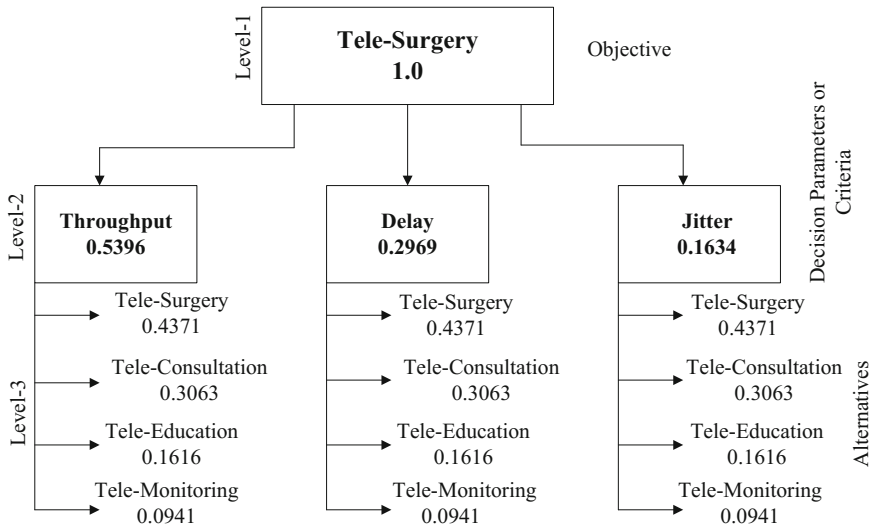 Level-1
Tele-Surgery
1.0
Objective
Level-2
Throughput
0.5396
Delay
0.2969
Jitter
0.1634
Decision Parameters or
Criteria
Level-3
Tele-Surgery
0.4371
Tele-Consultation
0.3063
Tele-Education
0.1616
Tele-Monitoring
0.0941
Tele-Surgery
0.4371
Tele-Consultation
0.3063
Tele-Education
0.1616
Tele-Monitoring
0.0941
Tele-Surgery
0.4371
Tele-Consultation
0.3063
Tele-Education
0.1616
Tele-Monitoring
0.0941
Alternatives